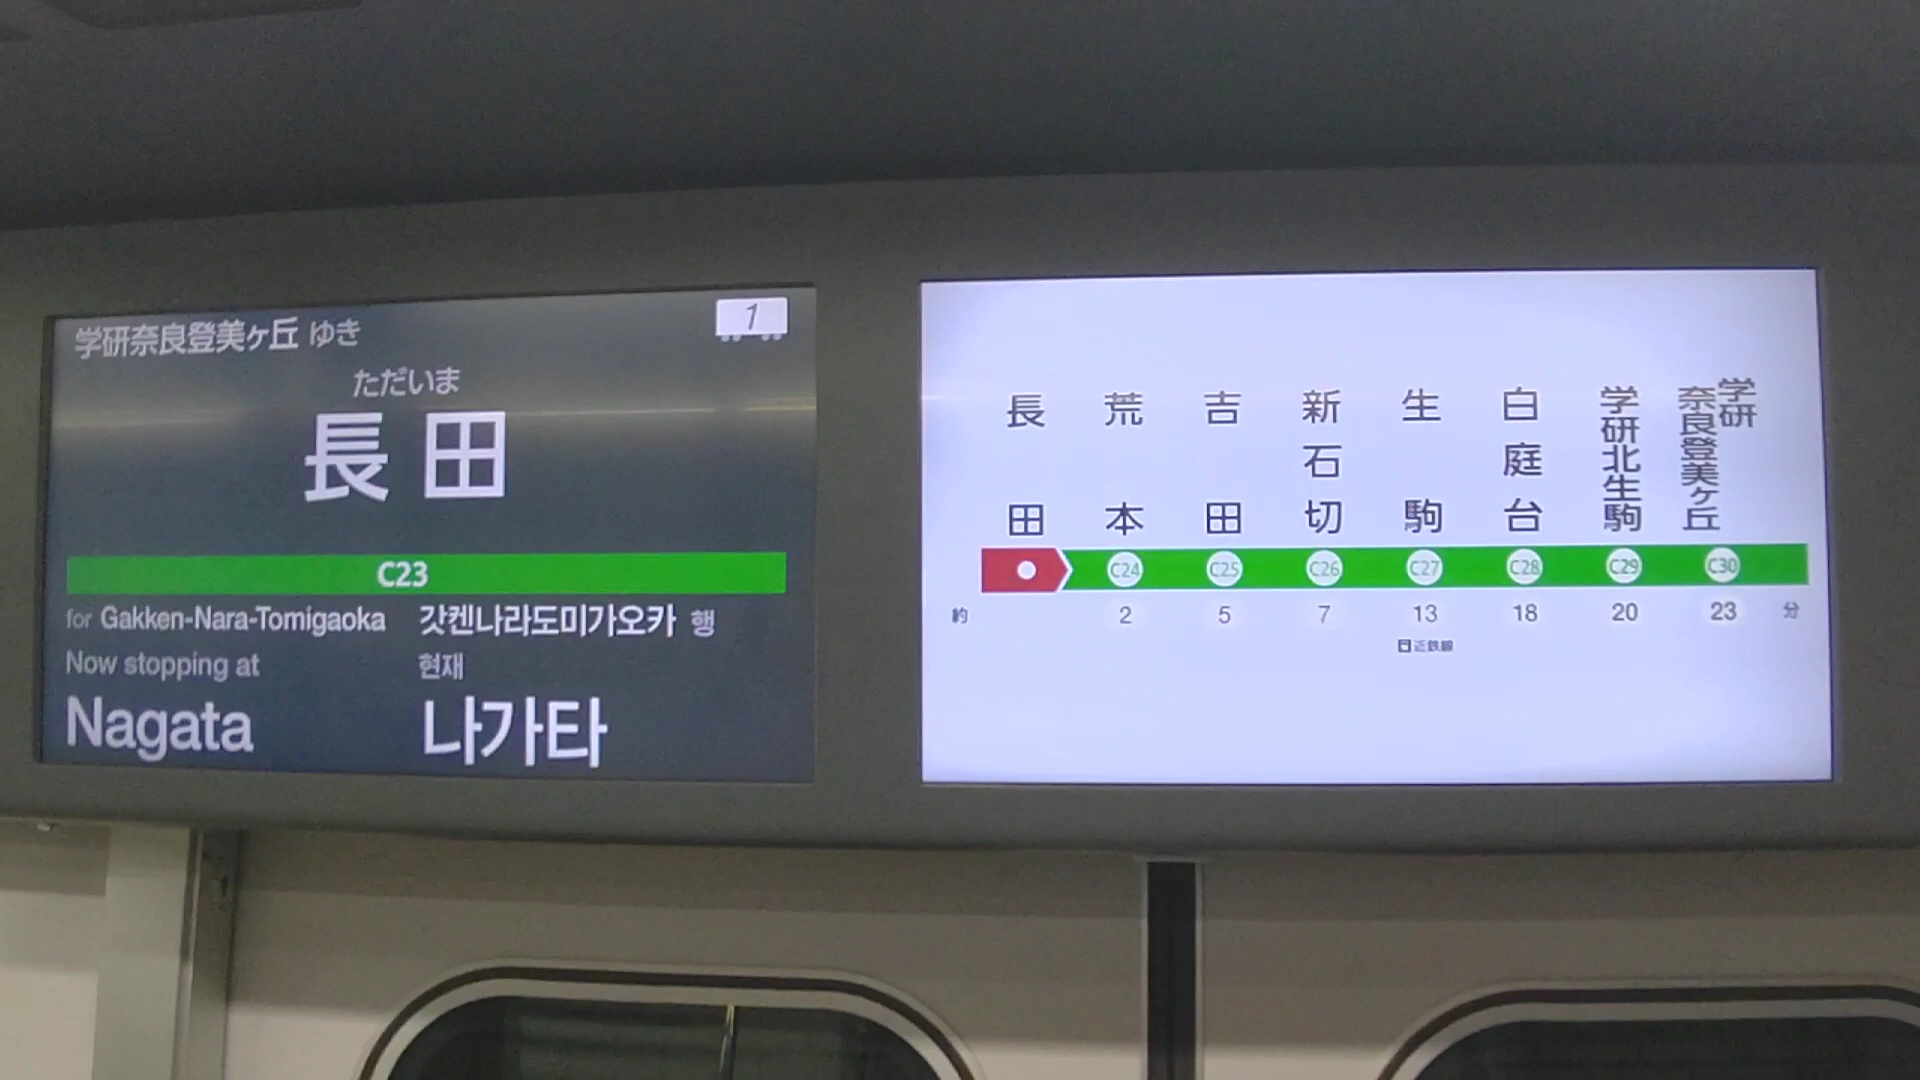 学研奈良登美ヶ丘 ゆき
1
ただいま
長田
C23
for Gakken-Nara-Tomigaoka
갓켄나라도미가오카 행
Now stopping at
현재
Nagata
나가타
長田
荒本
吉田
新石切
生駒
白庭台
学研北生駒
学研奈良登美ヶ丘
C24 C25 C26 C27 C28 C29 C30
約 2 5 7 13 18 20 23 分
近鉄線